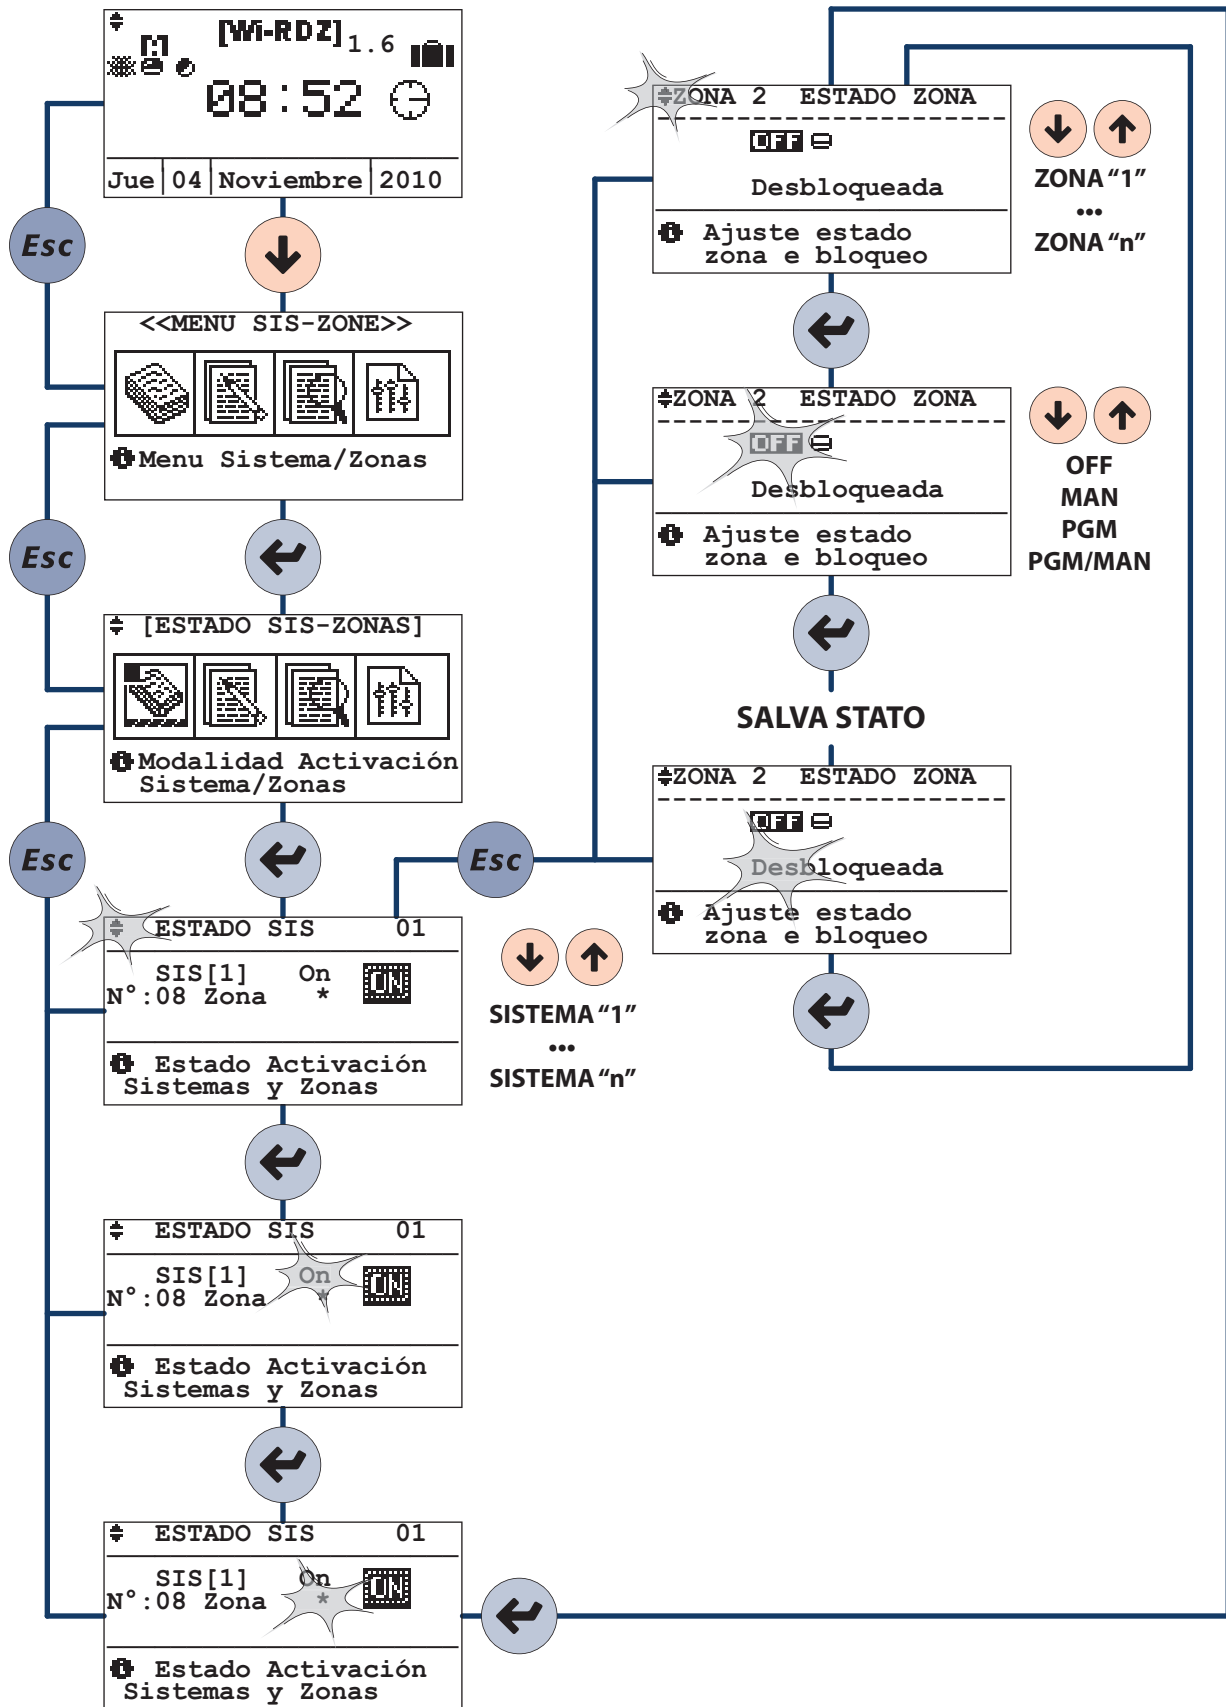 [Wi-RDZ] 1.6
08:52
Jue 04 Noviembre 2010
Esc
<<MENU SIS-ZONE>>
Menu Sistema/Zonas
Esc
[ESTADO SIS-ZONAS]
Modalidad Activación
Sistema/Zonas
Esc
Esc
ESTADO SIS 01
SIS[1] On ON
N°:08 Zona *
Estado Activación
Sistemas y Zonas
SISTEMA "1"
...
SISTEMA "n"
ESTADO SIS 01
SIS[1] On ON
N°:08 Zona *
Estado Activación
Sistemas y Zonas
ESTADO SIS 01
SIS[1] On ON
N°:08 Zona *
Estado Activación
Sistemas y Zonas
ZONA 2 ESTADO ZONA
OFF
Desbloqueada
Ajuste estado
zona e bloqueo
ZONA "1"
...
ZONA "n"
ZONA 2 ESTADO ZONA
OFF
Desbloqueada
Ajuste estado
zona e bloqueo
OFF
MAN
PGM
PGM/MAN
SALVA STATO
ZONA 2 ESTADO ZONA
OFF
Desbloqueada
Ajuste estado
zona e bloqueo